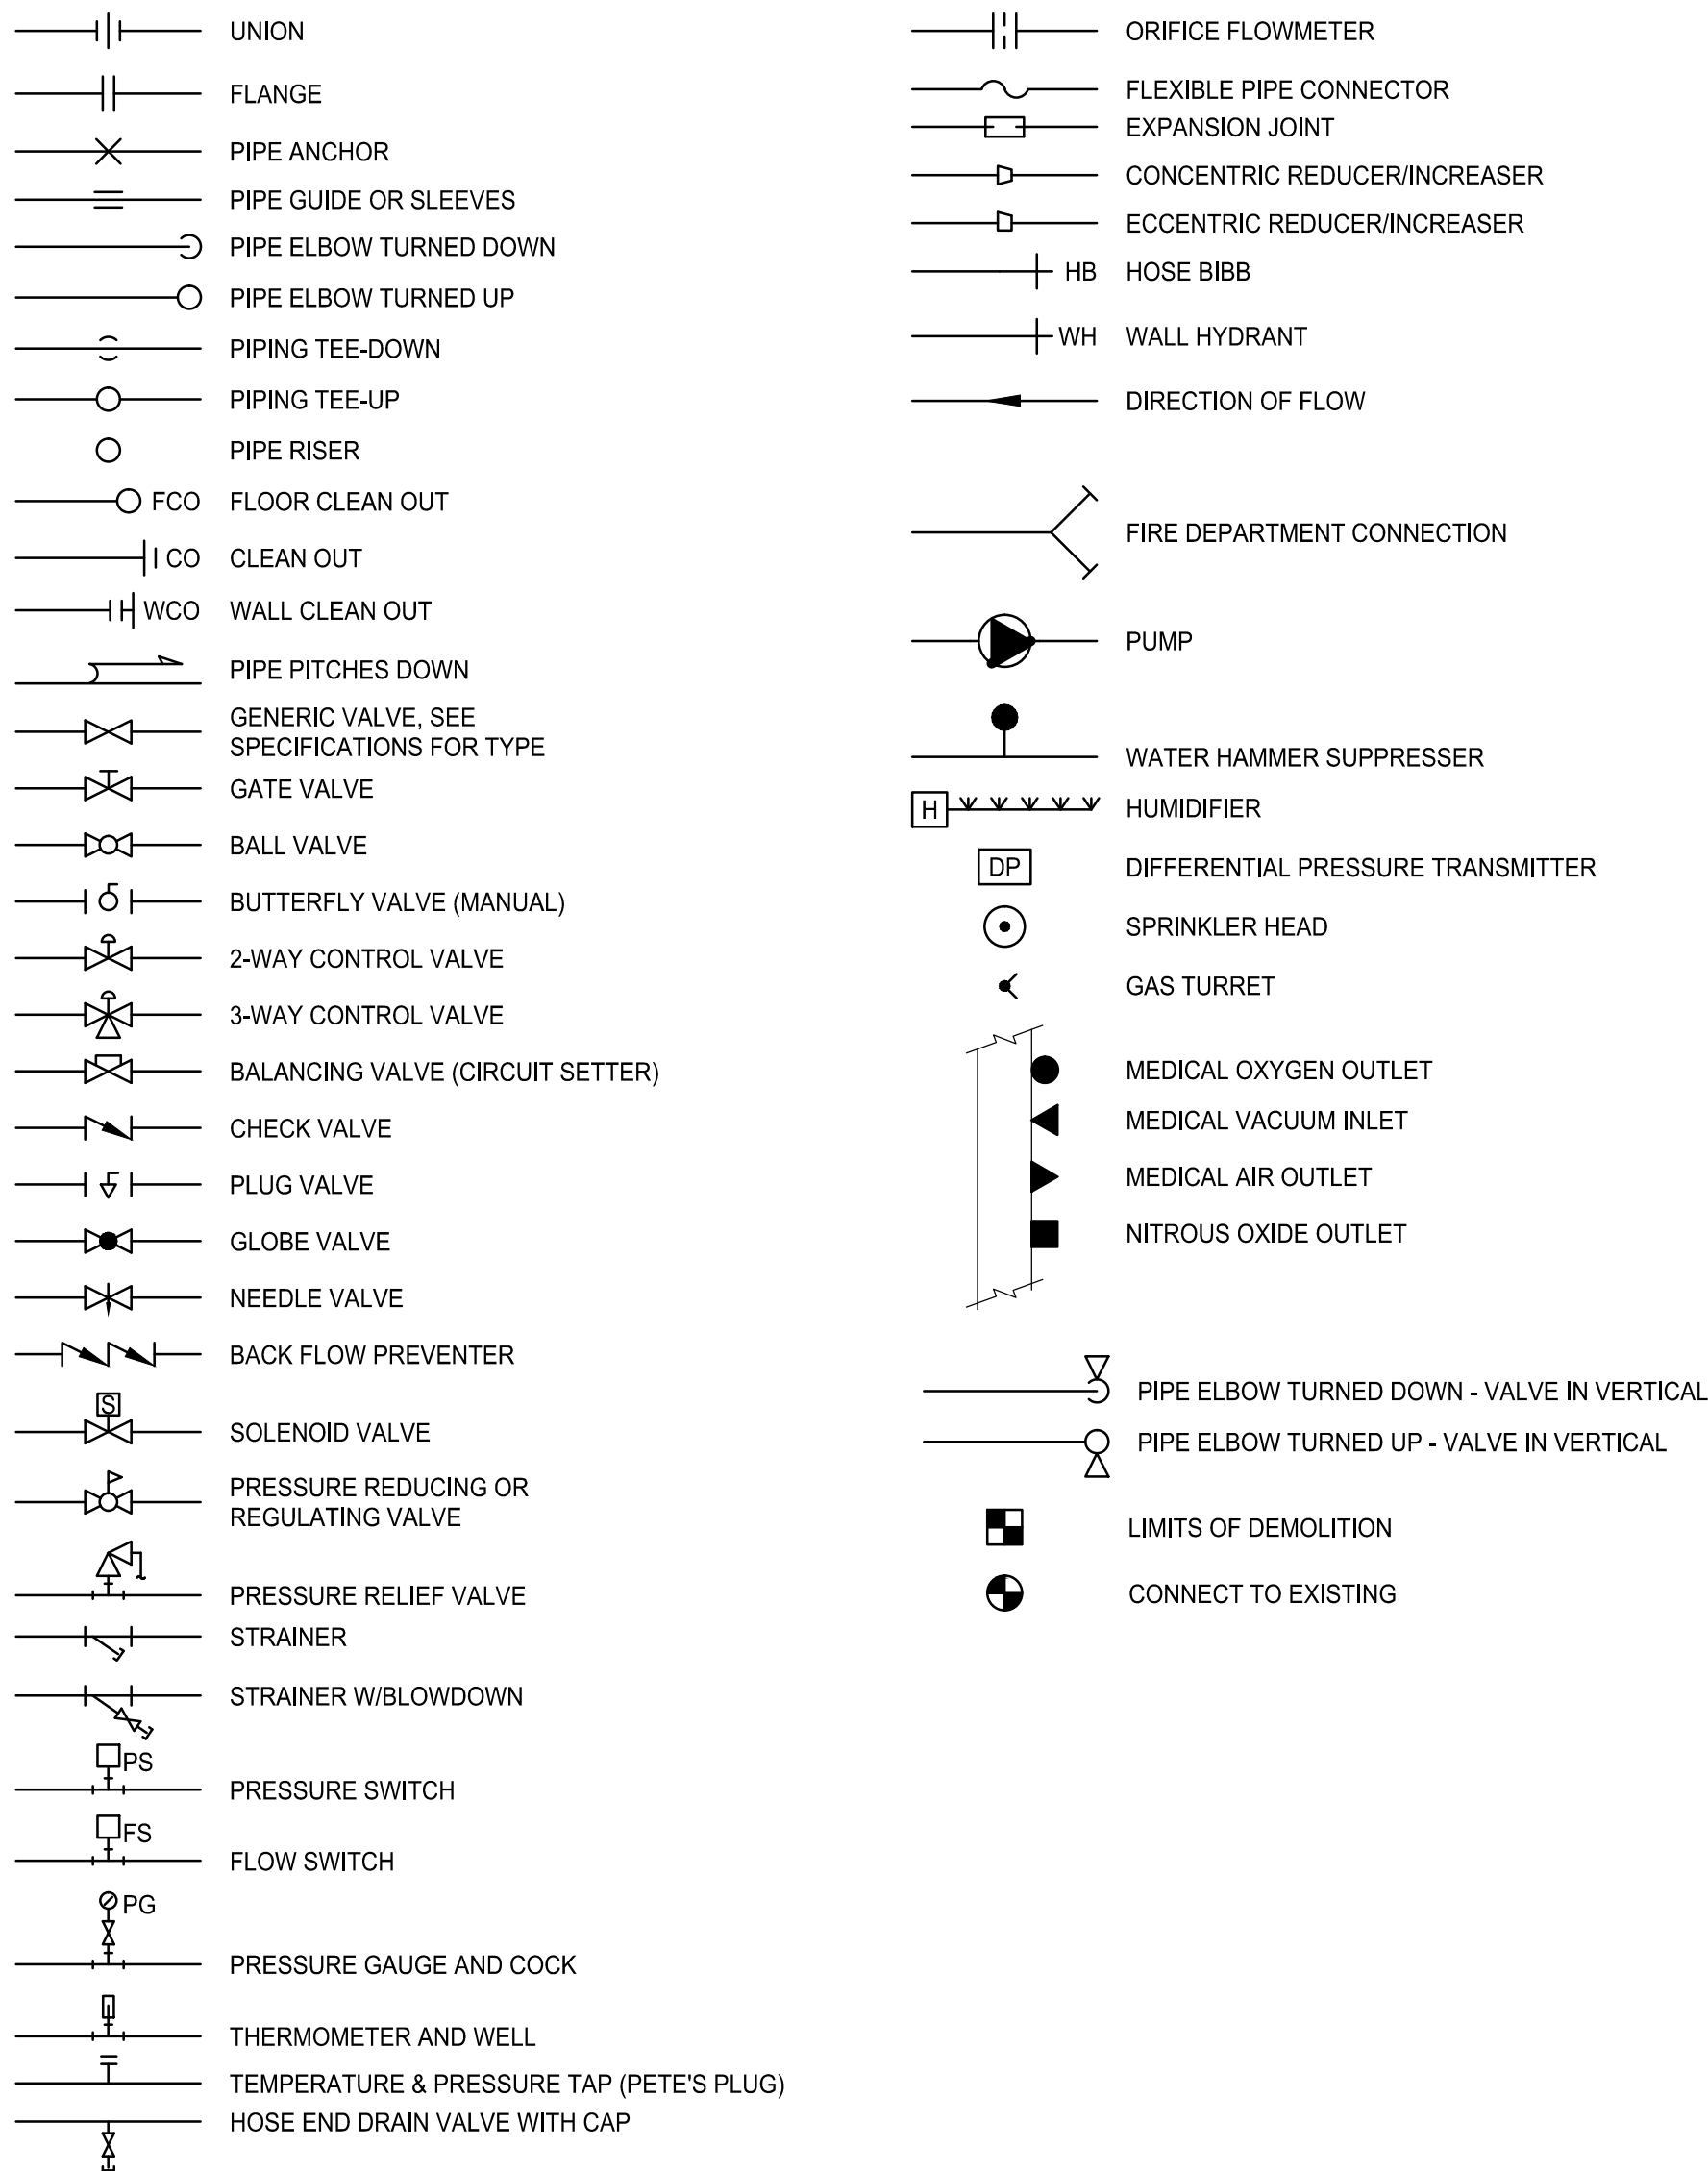 UNION
FLANGE
PIPE ANCHOR
PIPE GUIDE OR SLEEVES
PIPE ELBOW TURNED DOWN
PIPE ELBOW TURNED UP
PIPING TEE-DOWN
PIPING TEE-UP
PIPE RISER
FCO FLOOR CLEAN OUT
CO CLEAN OUT
WCO WALL CLEAN OUT
PIPE PITCHES DOWN
GENERIC VALVE, SEE
SPECIFICATIONS FOR TYPE
GATE VALVE
BALL VALVE
BUTTERFLY VALVE (MANUAL)
2-WAY CONTROL VALVE
3-WAY CONTROL VALVE
BALANCING VALVE (CIRCUIT SETTER)
CHECK VALVE
PLUG VALVE
GLOBE VALVE
NEEDLE VALVE
BACK FLOW PREVENTER
S
SOLENOID VALVE
PRESSURE REDUCING OR
REGULATING VALVE
PRESSURE RELIEF VALVE
STRAINER
STRAINER W/BLOWDOWN
PS
PRESSURE SWITCH
FS
FLOW SWITCH
PG
PRESSURE GAUGE AND COCK
THERMOMETER AND WELL
TEMPERATURE & PRESSURE TAP (PETE'S PLUG)
HOSE END DRAIN VALVE WITH CAP
ORIFICE FLOWMETER
FLEXIBLE PIPE CONNECTOR
EXPANSION JOINT
CONCENTRIC REDUCER/INCREASER
ECCENTRIC REDUCER/INCREASER
HB HOSE BIBB
WH WALL HYDRANT
DIRECTION OF FLOW
FIRE DEPARTMENT CONNECTION
PUMP
WATER HAMMER SUPPRESSER
H HUMIDIFIER
DP DIFFERENTIAL PRESSURE TRANSMITTER
SPRINKLER HEAD
GAS TURRET
MEDICAL OXYGEN OUTLET
MEDICAL VACUUM INLET
MEDICAL AIR OUTLET
NITROUS OXIDE OUTLET
PIPE ELBOW TURNED DOWN - VALVE IN VERTICAL
PIPE ELBOW TURNED UP - VALVE IN VERTICAL
LIMITS OF DEMOLITION
CONNECT TO EXISTING